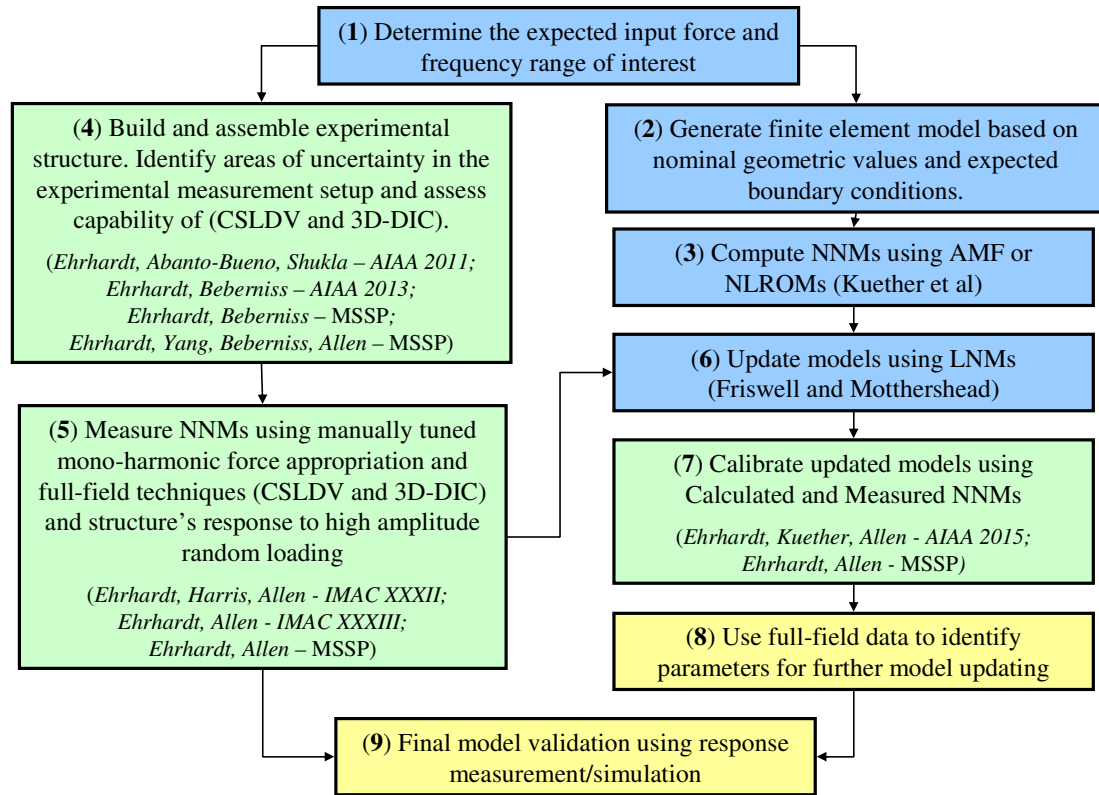 (1) Determine the expected input force and
frequency range of interest
(4) Build and assemble experimental
structure. Identify areas of uncertainty in the
experimental measurement setup and assess
capability of (CSLDV and 3D-DIC).
(Ehrhardt, Abanto-Bueno, Shukla – AIAA 2011;
Ehrhardt, Beberniss – AIAA 2013;
Ehrhardt, Beberniss – MSSP;
Ehrhardt, Yang, Beberniss, Allen – MSSP)
(2) Generate finite element model based on
nominal geometric values and expected
boundary conditions.
(3) Compute NNMs using AMF or
NLROMs (Kuether et al)
(6) Update models using LNMs
(Friswell and Motthershead)
(5) Measure NNMs using manually tuned
mono-harmonic force appropriation and
full-field techniques (CSLDV and 3D-DIC)
and structure’s response to high amplitude
random loading
(Ehrhardt, Harris, Allen - IMAC XXXII;
Ehrhardt, Allen - IMAC XXXIII;
Ehrhardt, Allen – MSSP)
(7) Calibrate updated models using
Calculated and Measured NNMs
(Ehrhardt, Kuether, Allen - AIAA 2015;
Ehrhardt, Allen - MSSP)
(8) Use full-field data to identify
parameters for further model updating
(9) Final model validation using response
measurement/simulation